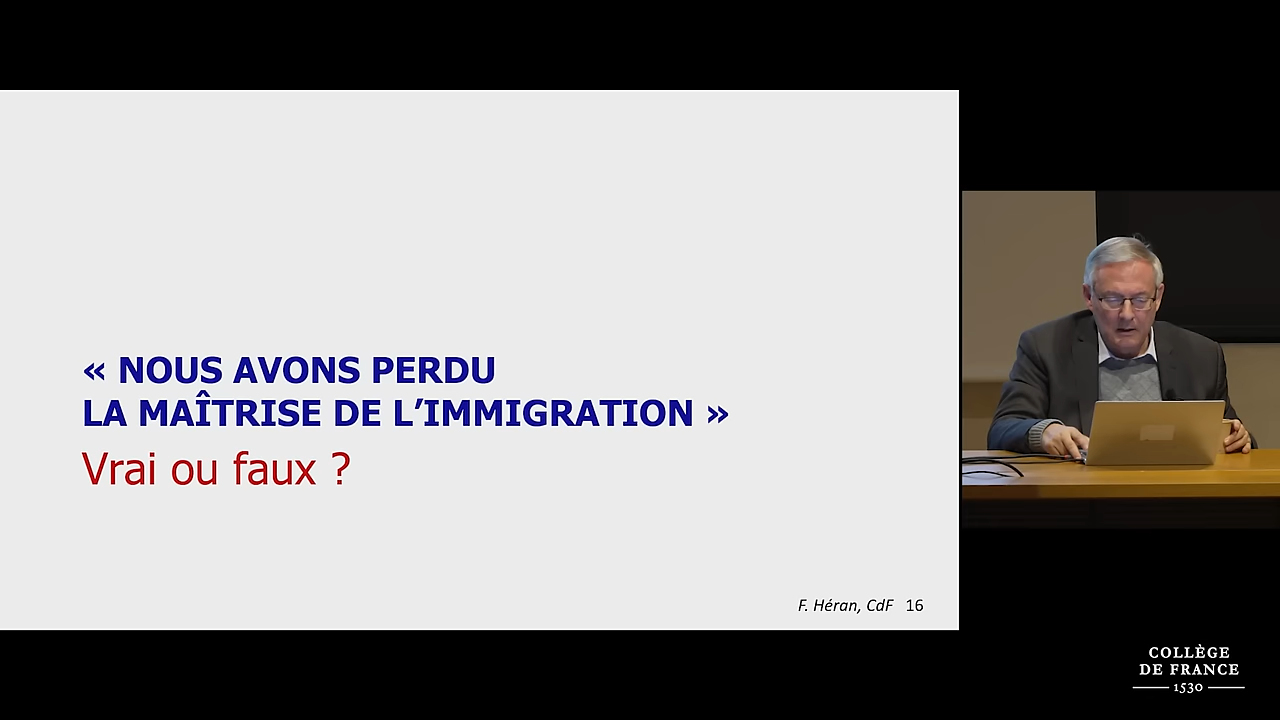 « NOUS AVONS PERDU
LA MAÎTRISE DE L’IMMIGRATION »
Vrai ou faux ?
F. Héran, CdF 16
COLLÈGE
DE FRANCE
1530